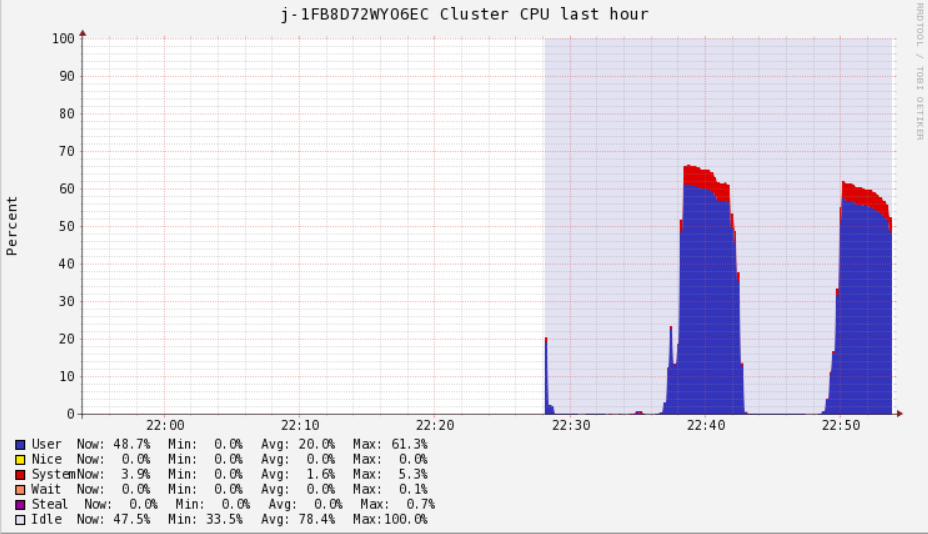 j-1FB8D72WYO6EC Cluster CPU last hour
RRDTOOL / TOBI OETIKER
Percent
100
90
80
70
60
50
40
30
20
10
0
22:00 22:10 22:20 22:30 22:40 22:50
User Now: 48.7% Min: 0.0% Avg: 20.0% Max: 61.3%
Nice Now: 0.0% Min: 0.0% Avg: 0.0% Max: 0.0%
System Now: 3.9% Min: 0.0% Avg: 1.6% Max: 5.3%
Wait Now: 0.0% Min: 0.0% Avg: 0.0% Max: 0.1%
Steal Now: 0.0% Min: 0.0% Avg: 0.0% Max: 0.7%
Idle Now: 47.5% Min: 33.5% Avg: 78.4% Max:100.0%